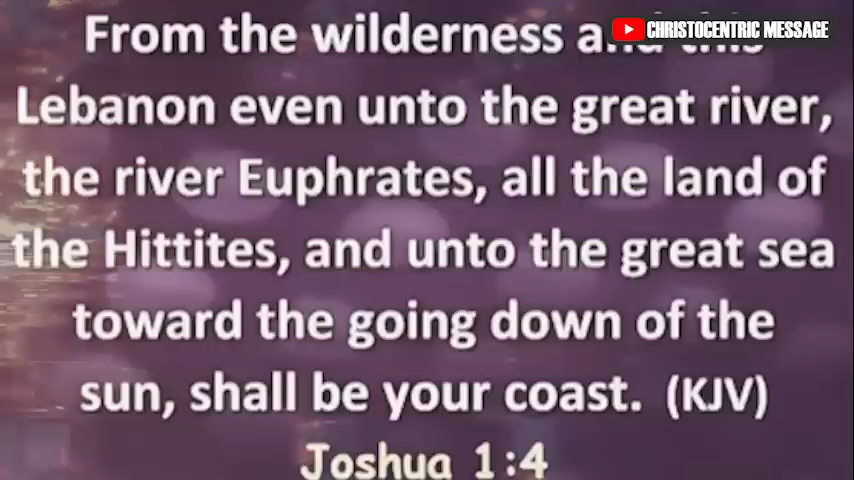 CHRISTOCENTRIC MESSAGE
From the wilderness and this
Lebanon even unto the great river,
the river Euphrates, all the land of
the Hittites, and unto the great sea
toward the going down of the
sun, shall be your coast. (KJV)
Joshua 1:4